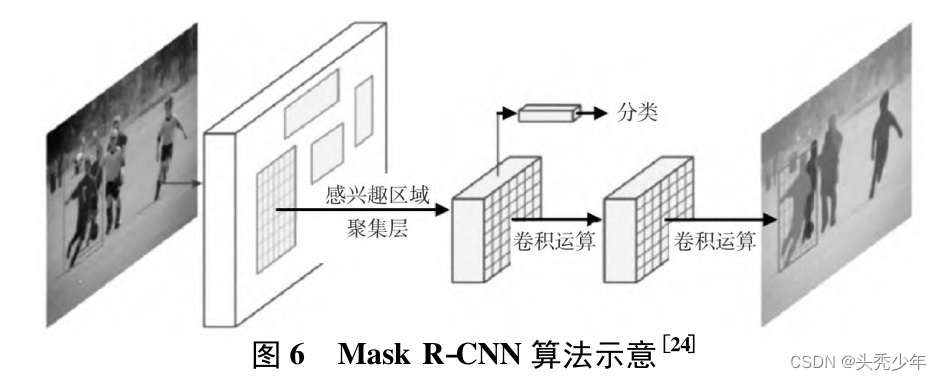 分类
感兴趣区域
聚集层
卷积运算
卷积运算
图 6 Mask R-CNN 算法示意[24]
CSDN @头秃少年